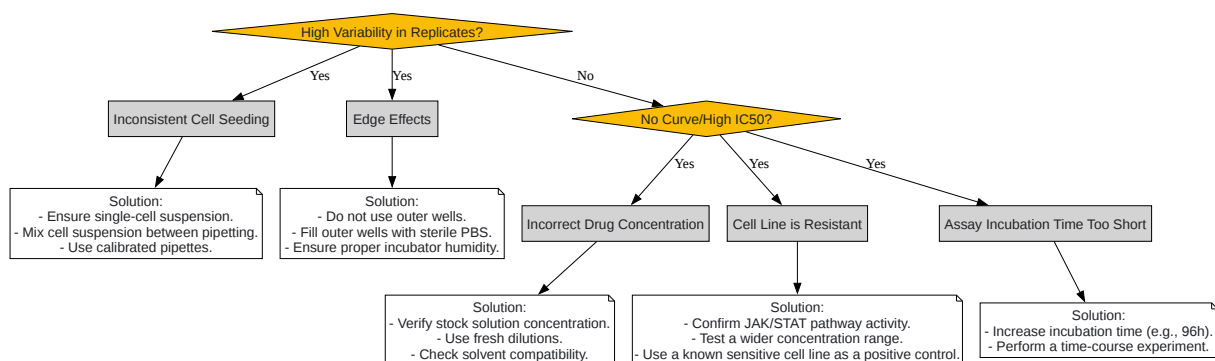 High Variability in Replicates?
Yes
Yes
No
Inconsistent Cell Seeding
Edge Effects
No Curve/High IC50?
Solution:
- Ensure single-cell suspension.
- Mix cell suspension between pipetting.
- Use calibrated pipettes.
Solution:
- Do not use outer wells.
- Fill outer wells with sterile PBS.
- Ensure proper incubator humidity.
Yes
Yes
Yes
Incorrect Drug Concentration
Cell Line is Resistant
Assay Incubation Time Too Short
Solution:
- Verify stock solution concentration.
- Use fresh dilutions.
- Check solvent compatibility.
Solution:
- Confirm JAK/STAT pathway activity.
- Test a wider concentration range.
- Use a known sensitive cell line as a positive control.
Solution:
- Increase incubation time (e.g., 96h).
- Perform a time-course experiment.